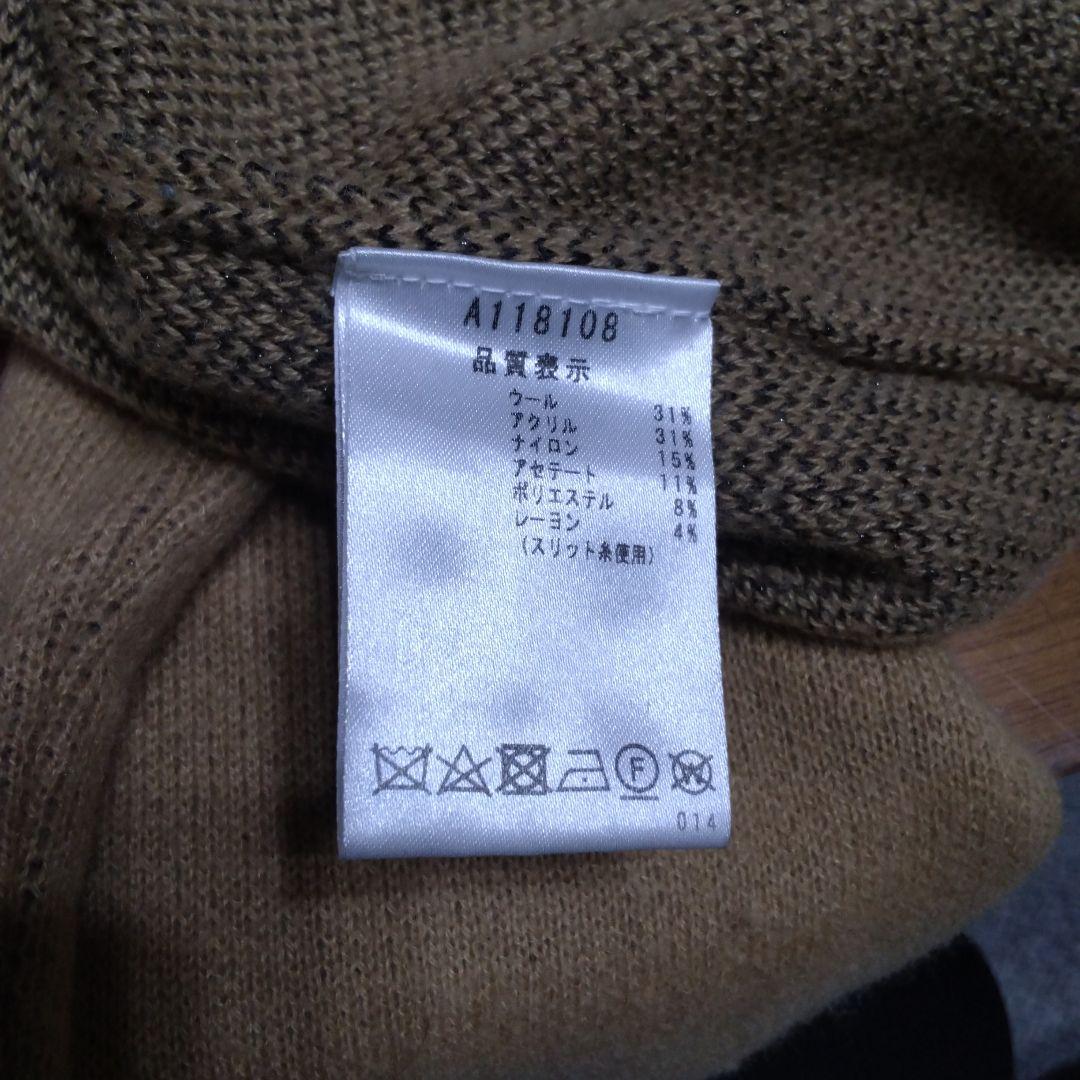 A118108
品質表示
ウール 31%
アクリル 31%
ナイロン 15%
アセテート 11%
ポリエステル 8%
レーヨン 4%
(スリット糸使用)
F W
014